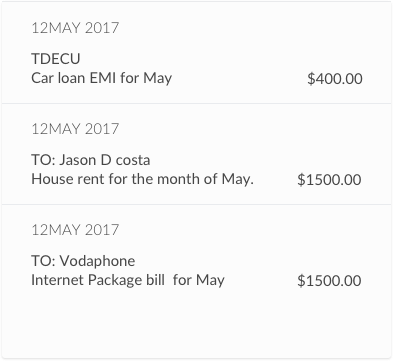 12MAY 2017
TDECU
Car loan EMI for May $400.00
12MAY 2017
TO: Jason D costa
House rent for the month of May. $1500.00
12MAY 2017
TO: Vodaphone
Internet Package bill  for May $1500.00